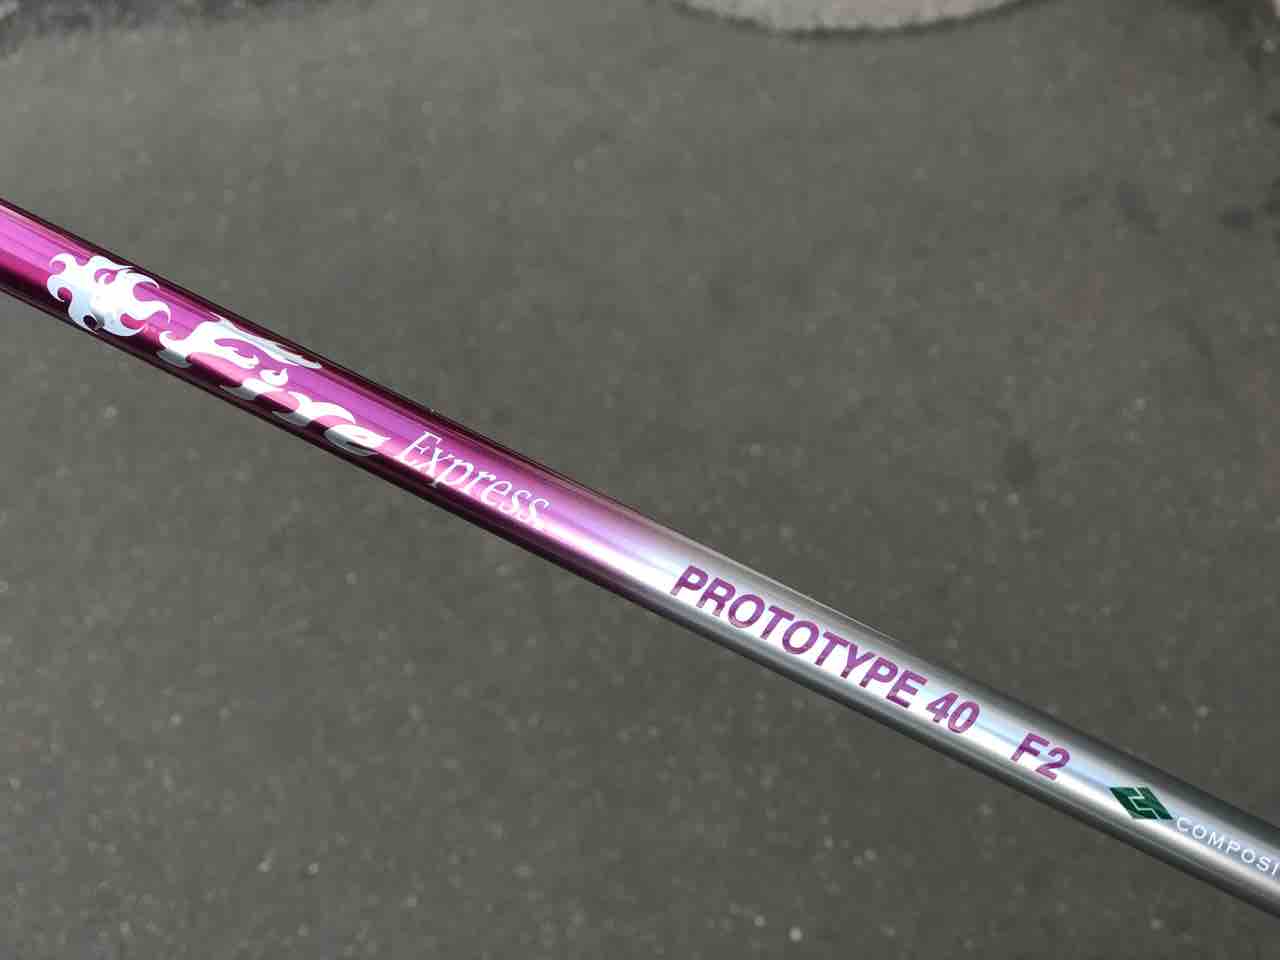 Fire Express.
PROTOTYPE 40 F2
COMPOSI